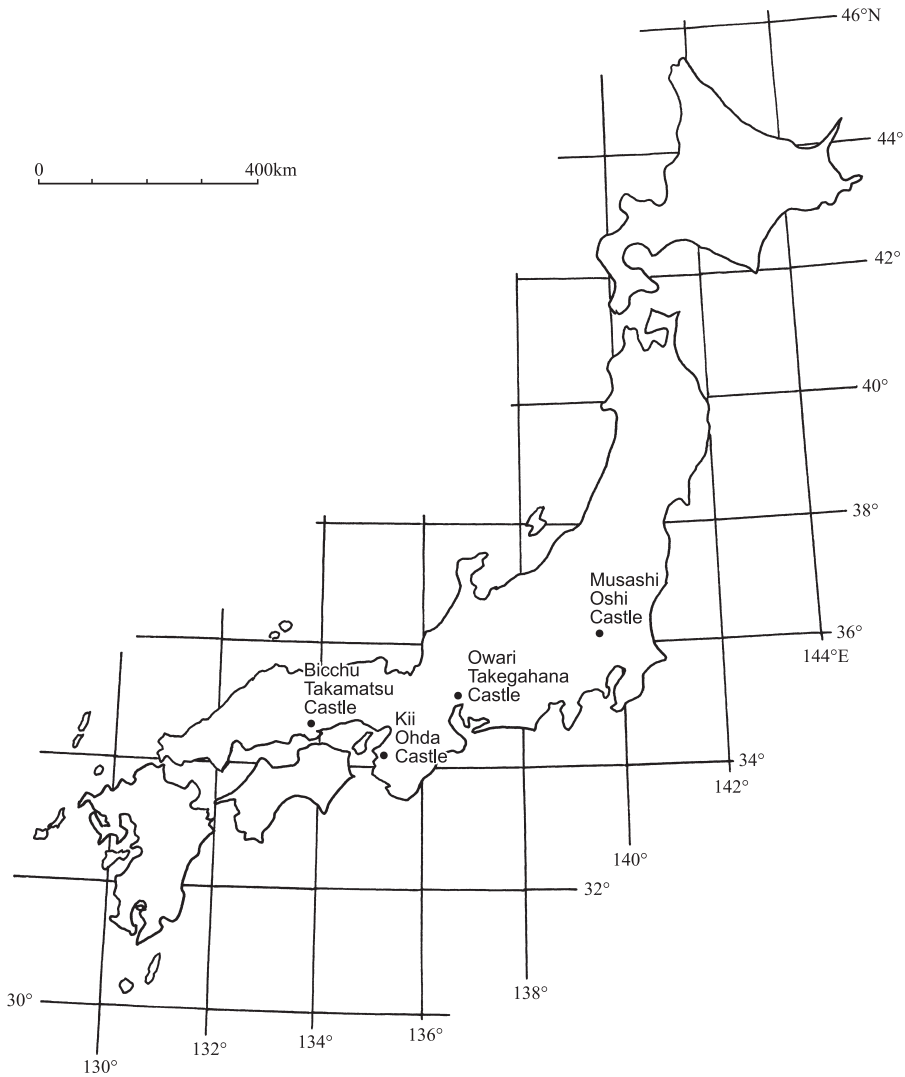 46°N
44°
0 400km
42°
40°
38°
Musashi
Oshi
Castle
36°
144°E
Owari
Takegahana
Castle
Bicchu
Takamatsu
Castle
Kii
Ohda
Castle
34°
142°
140°
32°
138°
30°
136°
134°
132°
130°